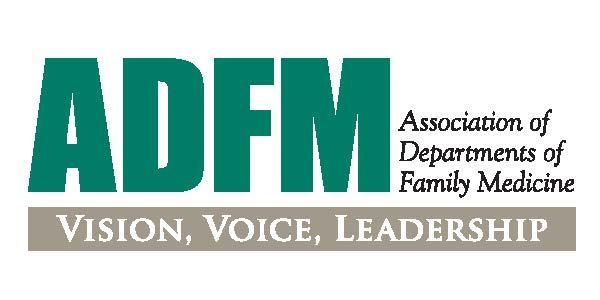 ADFM
Association of
Departments of
Family Medicine
VISION, VOICE, LEADERSHIP